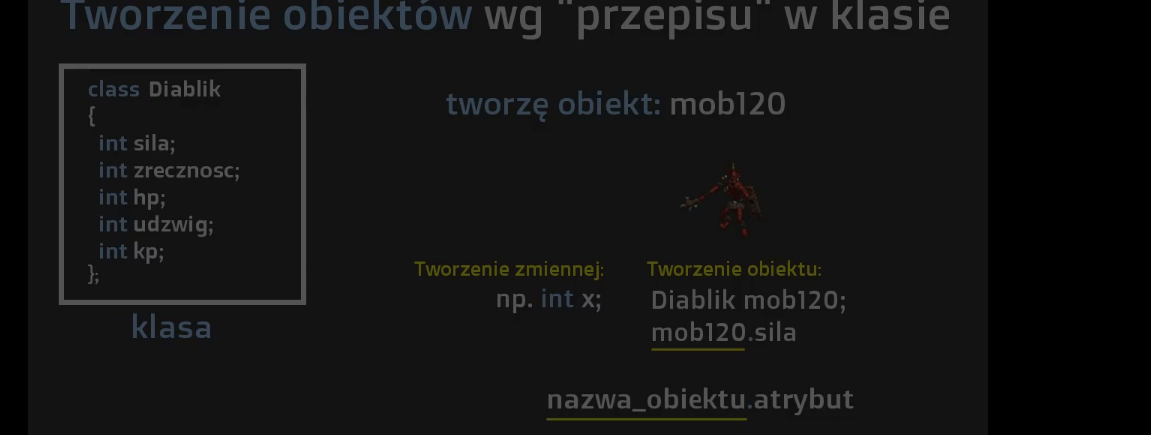 Tworzenie obiektów wg "przepisu" w klasie
class Diablik
{
int sila;
int zrecznosc;
int hp;
int udzwig;
int kp;
};
klasa
tworzę obiekt: mob120
Tworzenie zmiennej:
np. int x;
Tworzenie obiektu:
Diablik mob120;
mob120.sila
nazwa_obiektu.atrybut